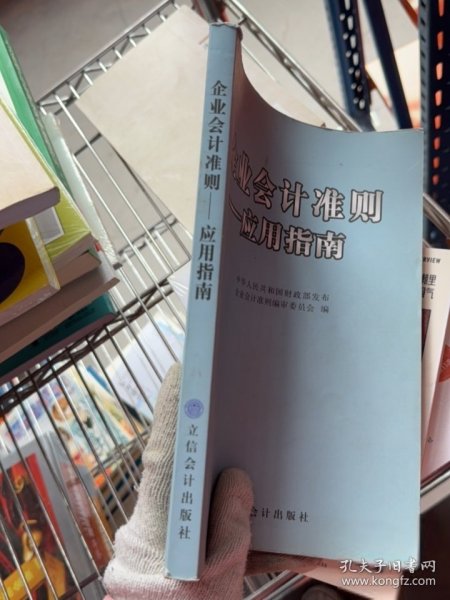 企业会计准则——应用指南
立信会计出版社
业会计准则
——应用指南
中华人民共和国财政部发布
企业会计准则编审委员会 编
会计出版社
孔夫子旧书网
www.kongfz.com